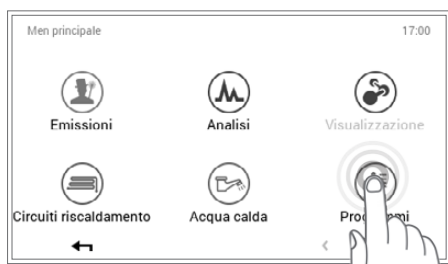 Men principale 17:00
Emissioni Analisi Visualizzazione
Circuiti riscaldamento Acqua calda